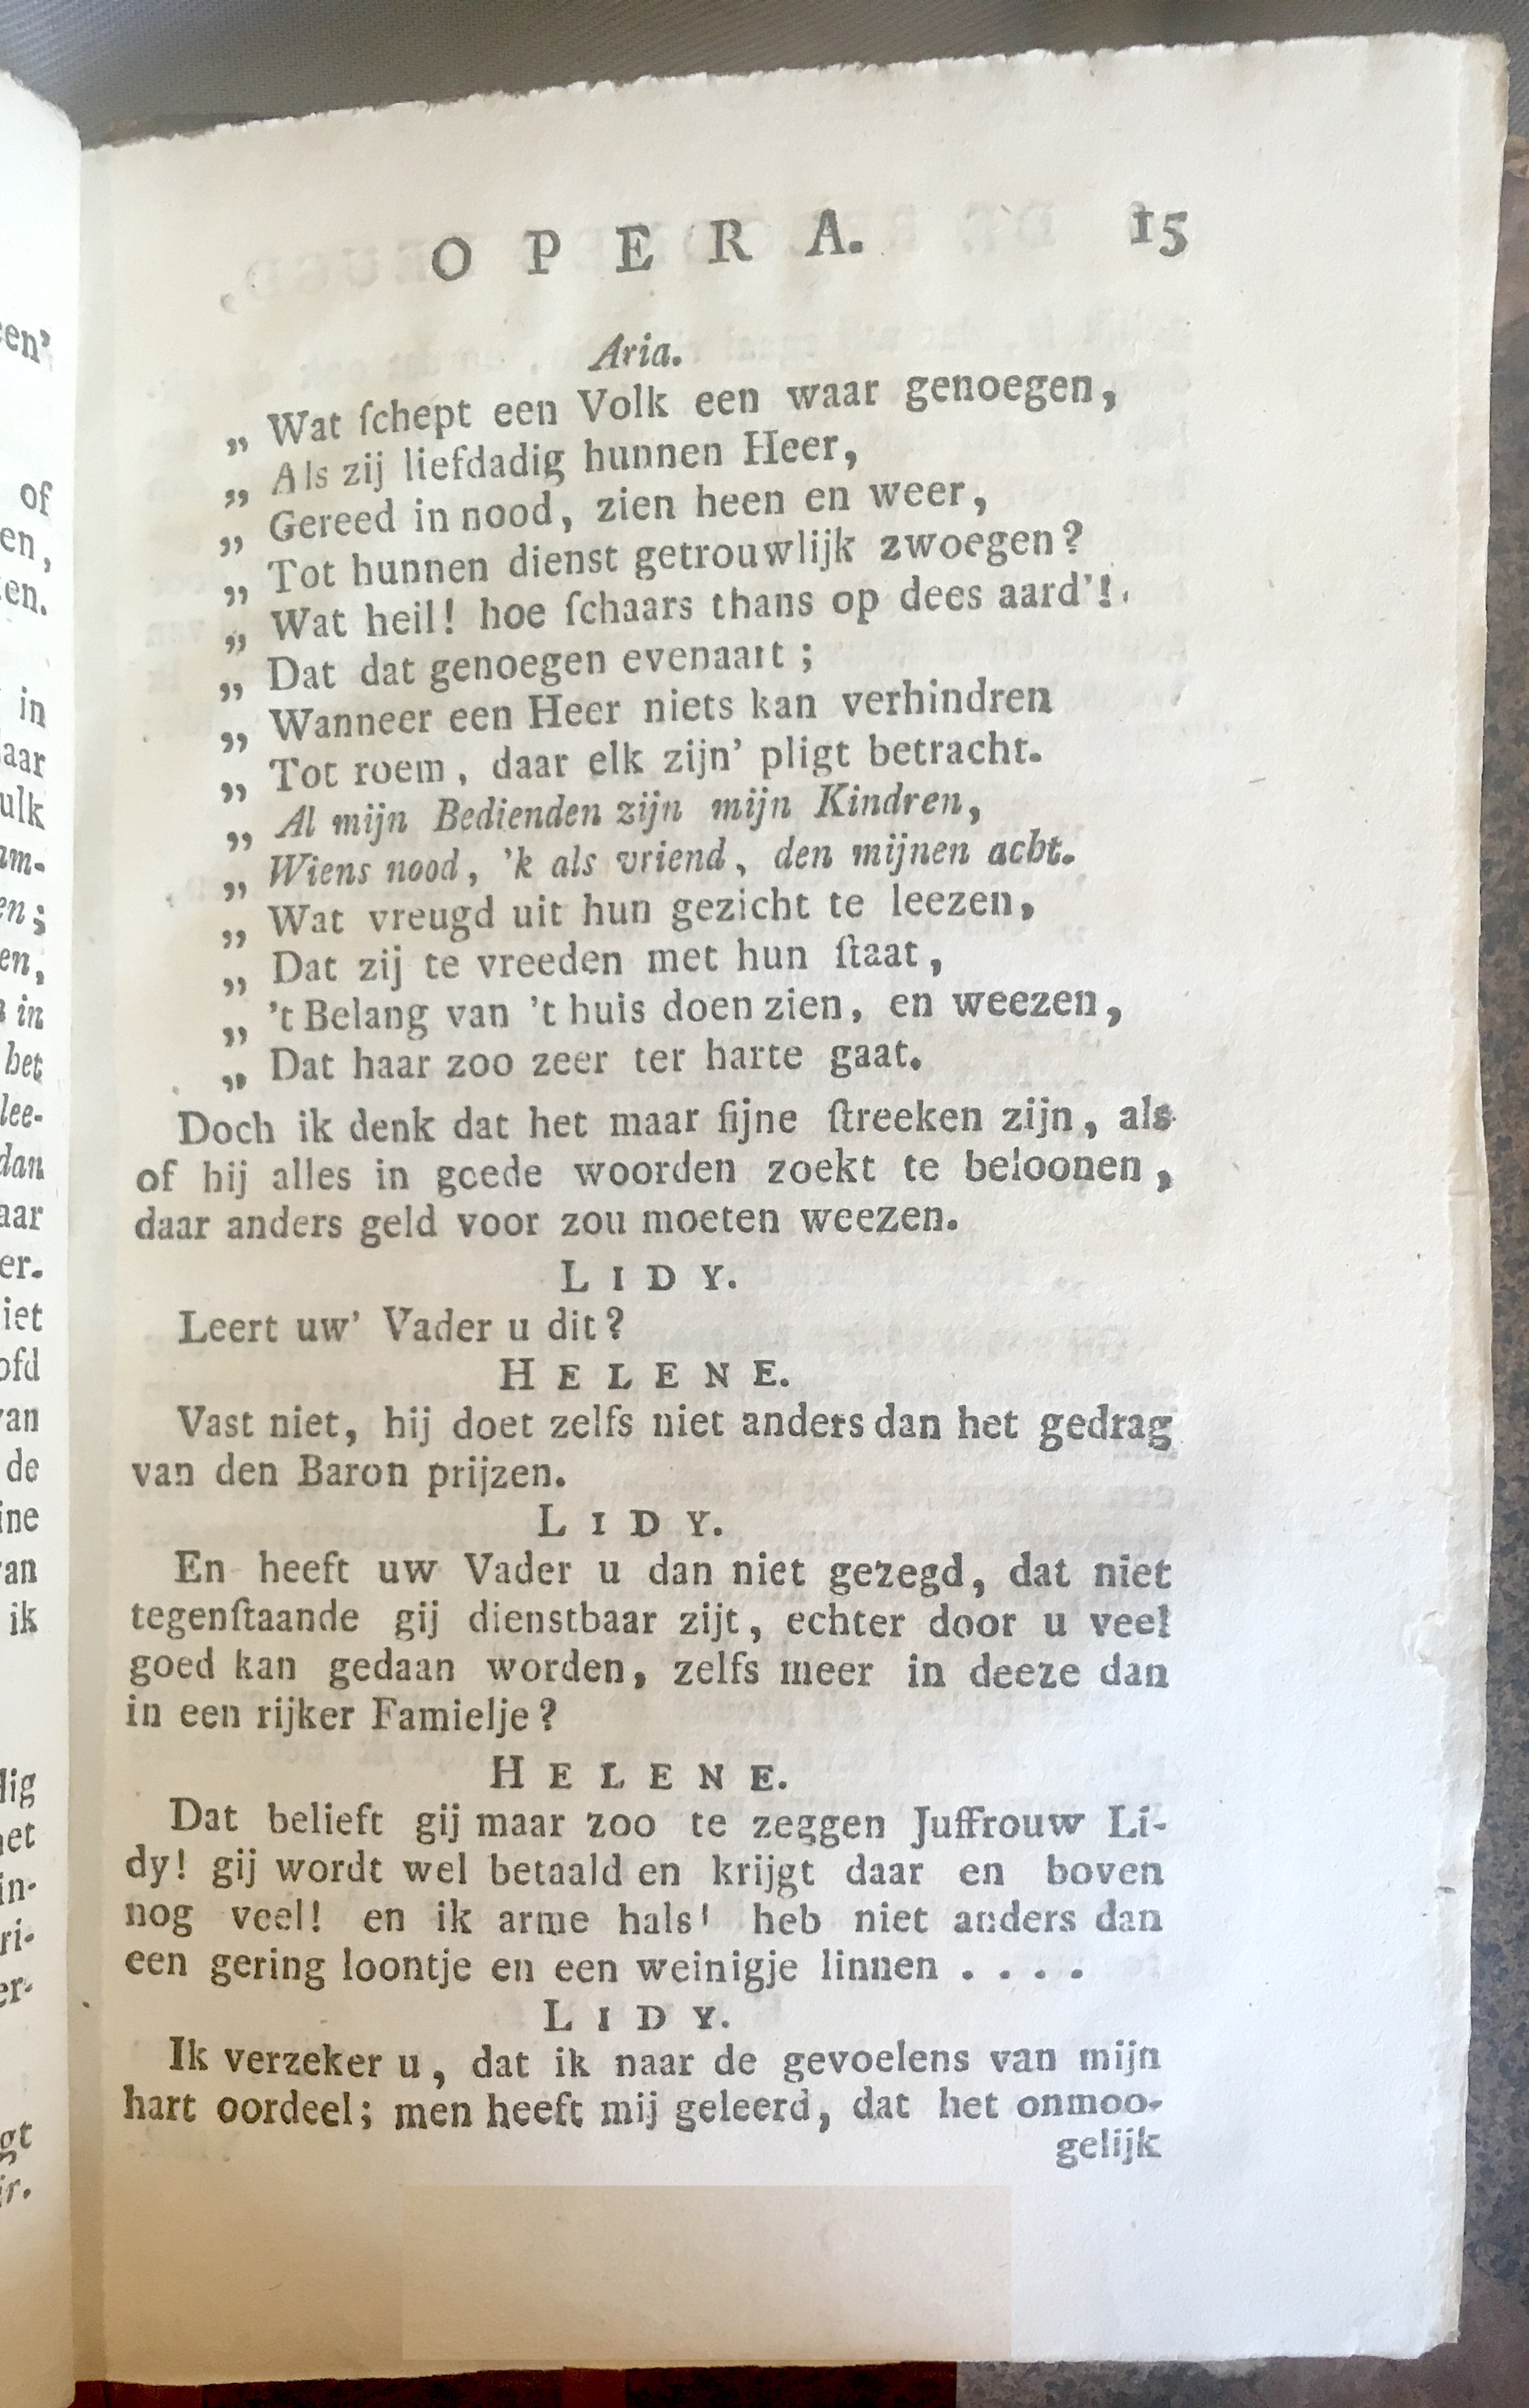 OPERA. 15
Aria.
„ Wat ſchept een Volk een waar genoegen,
„ Als zij liefdadig hunnen Heer,
„ Gereed in nood, zien heen en weer,
„ Tot hunnen dienst getrouwlijk zwoegen?
„ Wat heil! hoe ſchaars thans op dees aard'!
„ Dat dat genoegen evenaart;
„ Wanneer een Heer niets kan verhindren
„ Tot roem, daar elk zijn' pligt betracht.
„ Al mijn Bedienden zijn mijn Kindren,
„ Wiens nood, 'k als vriend, den mijnen acht.
„ Wat vreugd uit hun gezicht te leezen,
„ Dat zij te vreeden met hun ſtaat,
„ 't Belang van 't huis doen zien, en weezen,
„ Dat haar zoo zeer ter harte gaat.
Doch ik denk dat het maar fijne ſtreeken zijn, als
of hij alles in goede woorden zoekt te beloonen,
daar anders geld voor zou moeten weezen.
LIDY.
Leert uw' Vader u dit?
HELENE.
Vast niet, hij doet zelfs niet anders dan het gedrag
van den Baron prijzen.
LIDY.
En heeft uw Vader u dan niet gezegd, dat niet
tegenſtaande gij dienstbaar zijt, echter door u veel
goed kan gedaan worden, zelfs meer in deeze dan
in een rijker Famielje?
HELENE.
Dat belieft gij maar zoo te zeggen Juffrouw Li-
dy! gij wordt wel betaald en krijgt daar en boven
nog veel! en ik arme hals! heb niet anders dan
een gering loontje en een weinigje linnen . . . .
LIDY.
Ik verzeker u, dat ik naar de gevoelens van mijn
hart oordeel; men heeft mij geleerd, dat het onmoo-
gelijk